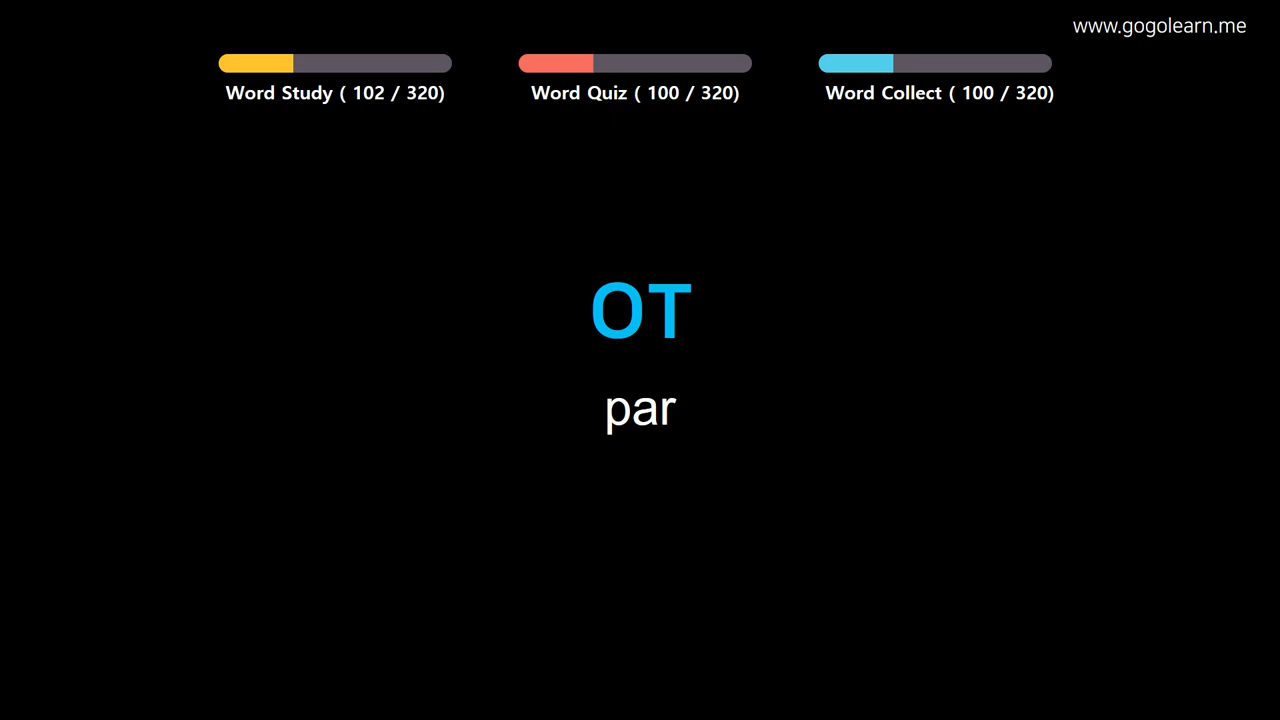 www.gogolearn.me
Word Study ( 102 / 320)
Word Quiz ( 100 / 320)
Word Collect ( 100 / 320)
ОТ
par